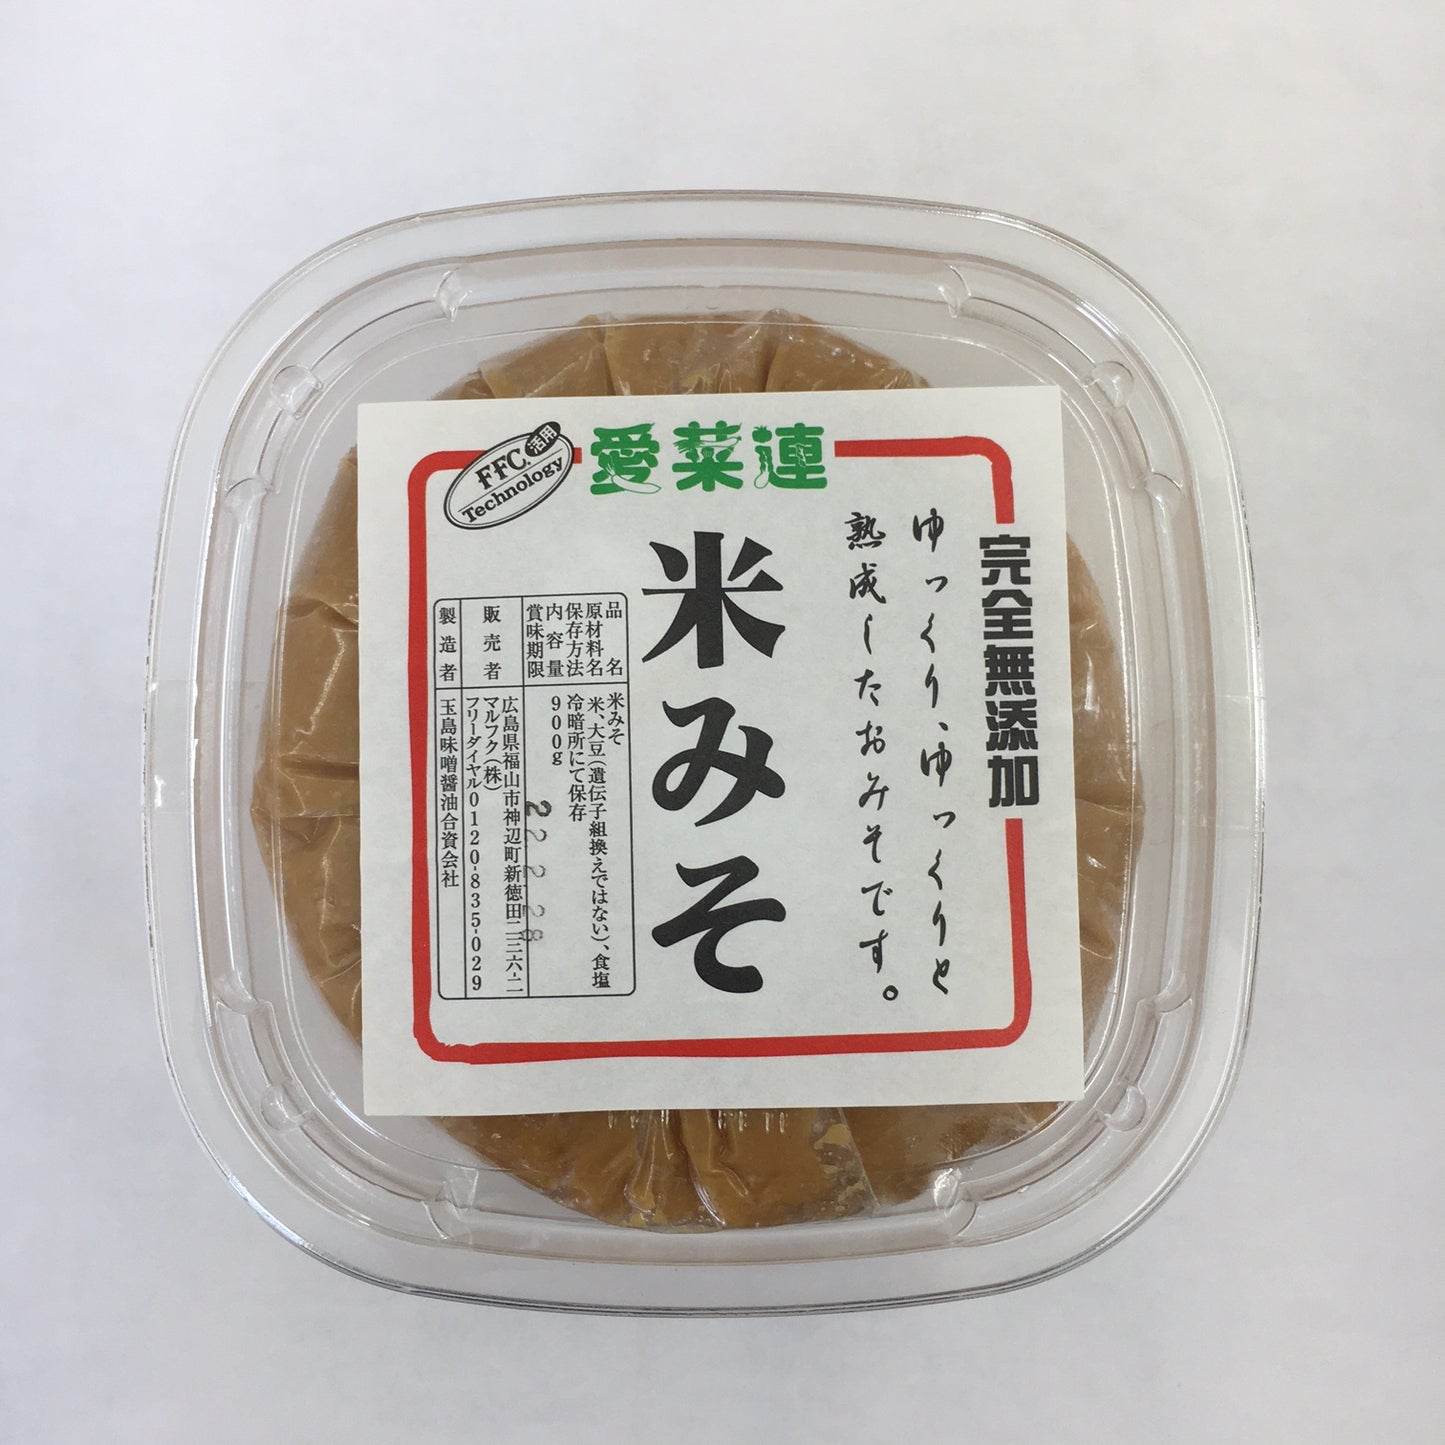 FFC.活用
Technology
愛菜連
完全無添加
ゆっくり、ゆっくりと
熟成したおみそです。
米みそ
品名 米みそ
原材料名 米、大豆(遺伝子組換えではない)、食塩
保存方法 冷暗所にて保存
内容量 900g
賞味期限 22.2.28
販売者 広島県福山市神辺町新徳田二三六-二
マルフク(株)
フリーダイヤル0120-835-029
製造者 玉島味噌醤油合資会社